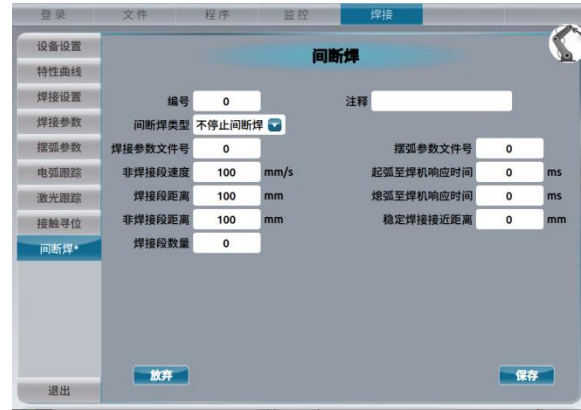 登录 文件 程序 监控 焊接
设备设置
特性曲线
焊接设置
焊接参数
摆弧参数
电弧跟踪
激光跟踪
接触寻位
间断焊*
退出
间断焊
编号 0 注释
间断焊类型 不停止间断焊
焊接参数文件号 0 摆弧参数文件号 0
非焊接段速度 100 mm/s 起弧至焊机响应时间 0 ms
焊接段距离 100 mm 熄弧至焊机响应时间 0 ms
非焊接段距离 100 mm 稳定焊接接近距离 0 mm
焊接段数量 0
放弃 保存